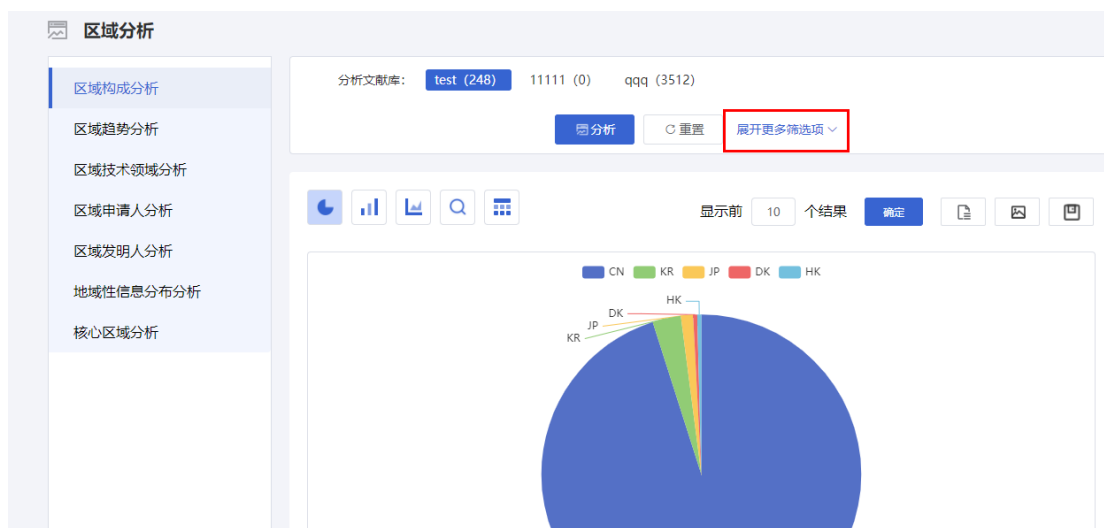 区域分析
区域构成分析
区域趋势分析
区域技术领域分析
区域申请人分析
区域发明人分析
地域性信息分布分析
核心区域分析
分析文献库: test (248) 11111 (0) qqq (3512)
分析 重置 展开更多筛选项
显示前 10 个结果 确定
CN KR JP DK HK
HK
DK
JP
KR